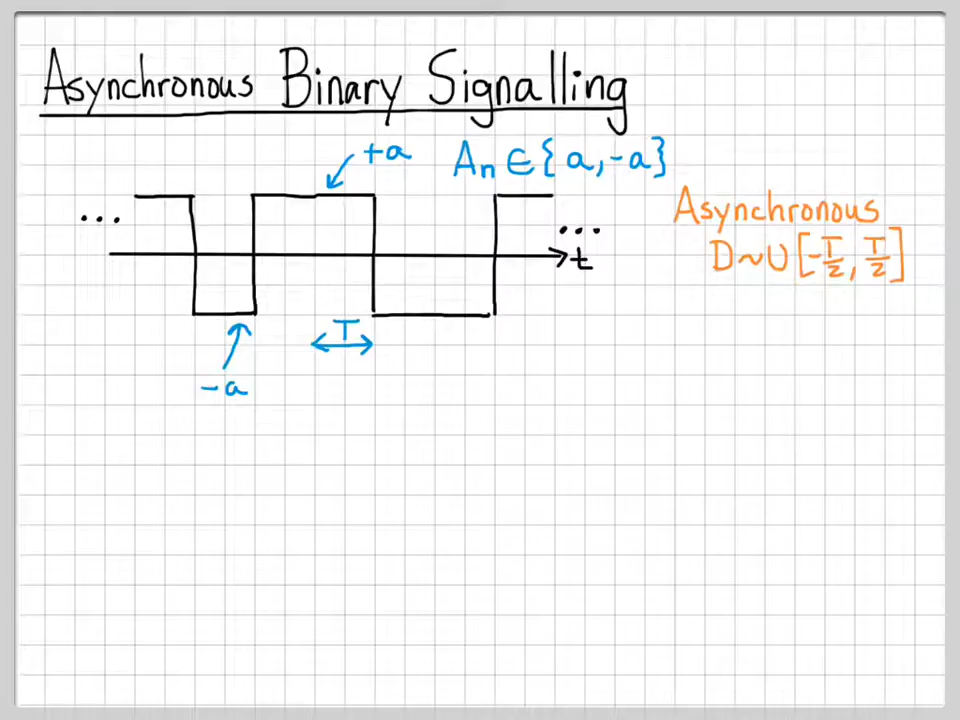 Asynchronous Binary Signalling
+a
An ∈ {a, -a}
Asynchronous
D~U[-T/2, T/2]
...
...
t
T
-a